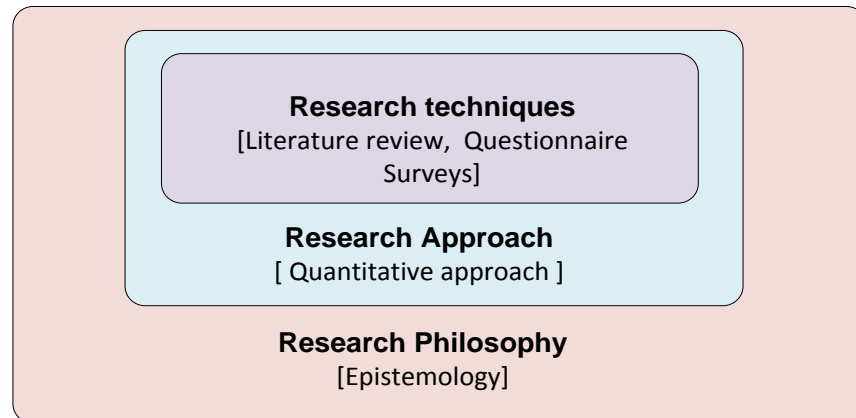 Research techniques
[Literature review,  Questionnaire
Surveys]
Research Approach
[ Quantitative approach ]
Research Philosophy
[Epistemology]